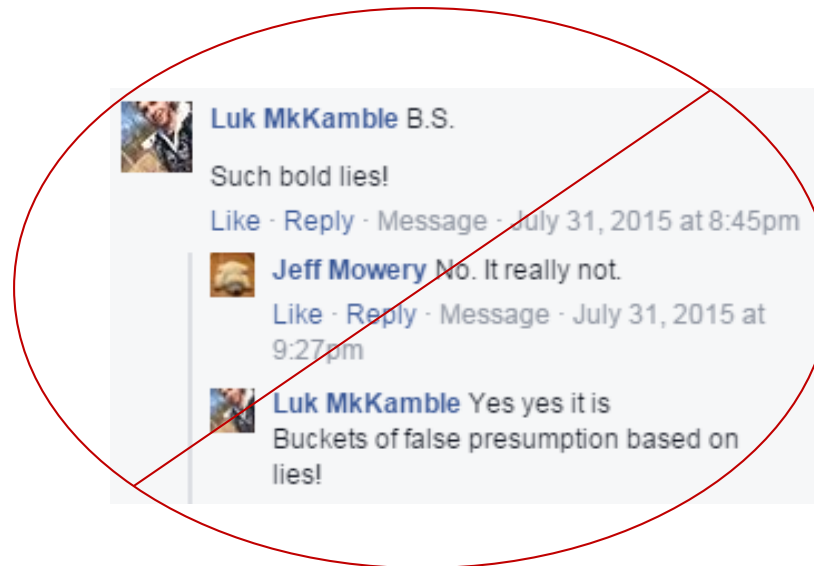 Luk MkKamble B.S.
Such bold lies!
Like · Reply · Message · July 31, 2015 at 8:45pm
Jeff Mowery No. It really not.
Like · Reply · Message · July 31, 2015 at
9:27pm
Luk MkKamble Yes yes it is
Buckets of false presumption based on
lies!